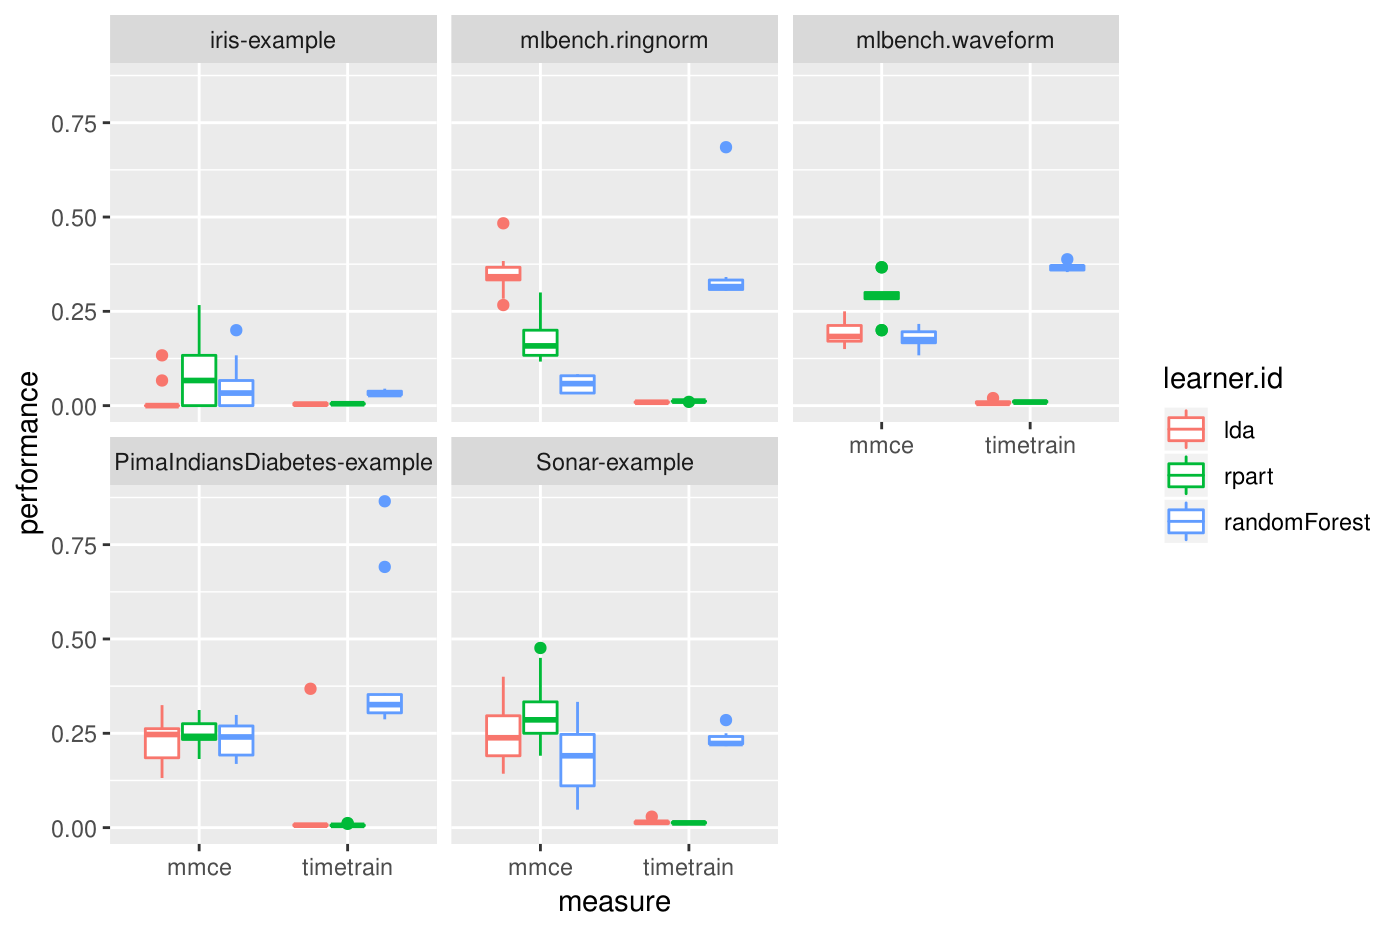 iris-example
mlbench.ringnorm
mlbench.waveform
0.75
0.50
0.25
0.00
mmce
timetrain
PimaIndiansDiabetes-example
Sonar-example
0.75
0.50
0.25
0.00
mmce
timetrain
mmce
timetrain
measure
performance
learner.id
lda
rpart
randomForest